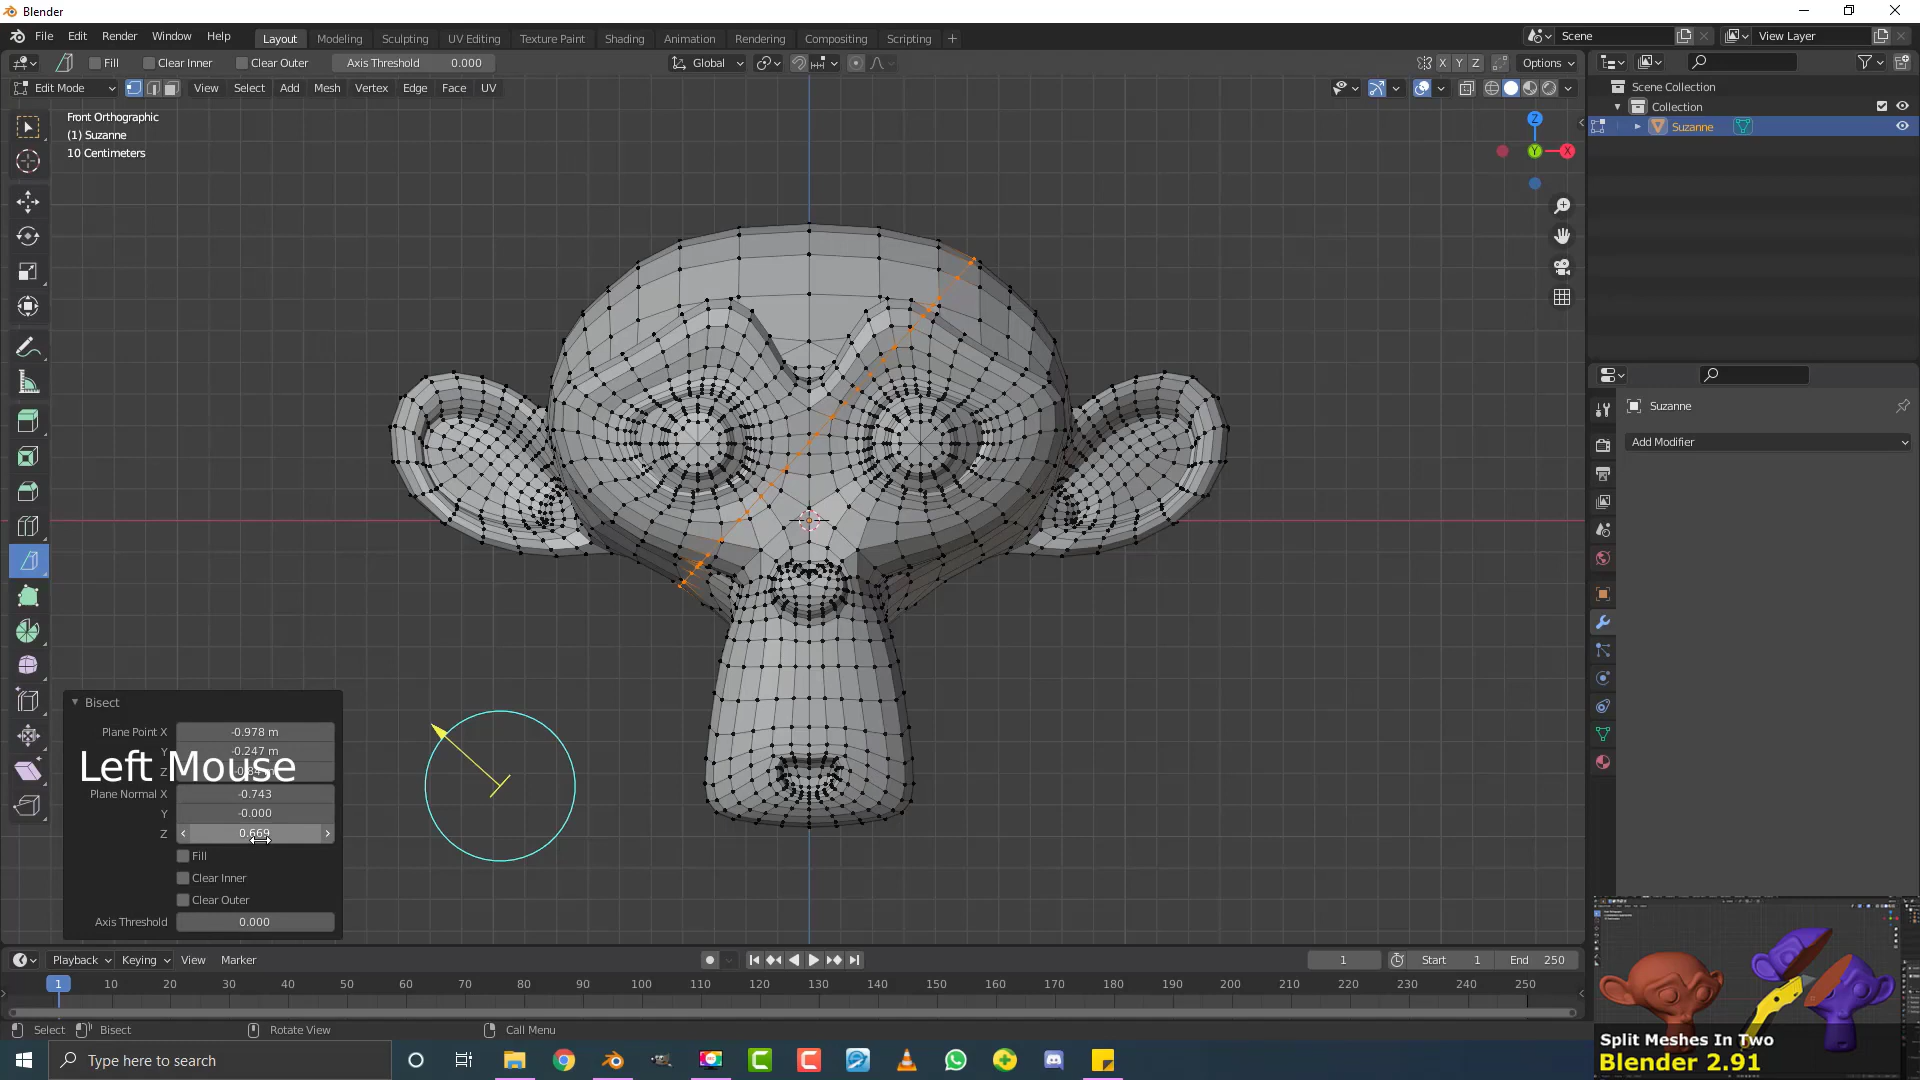 Blender
File Edit Render Window Help
Layout Modeling Sculpting UV Editing Texture Paint Shading Animation Rendering Compositing Scripting +
Scene
View Layer
Fill Clear Inner Clear Outer Axis Threshold 0.000
Global
X Y Z
Options
Edit Mode
View Select Add Mesh Vertex Edge Face UV
Front Orthographic
(1) Suzanne
10 Centimeters
Z
Y
X
Scene Collection
Collection
Suzanne
Suzanne
Add Modifier
Bisect
Plane Point X -0.978 m
Y -0.247 m
Z
Left Mouse
Plane Normal X -0.743
Y -0.000
Z 0.669
Fill
Clear Inner
Clear Outer
Axis Threshold 0.000
Playback Keying View Marker
1
Start 1
End 250
1 10 20 30 40 50 60 70 80 90 100 110 120 130 140 150 160 170 180 190 200 210 220 230 240 250
Select Bisect Rotate View Call Menu
Type here to search
Split Meshes In Two
Blender 2.91